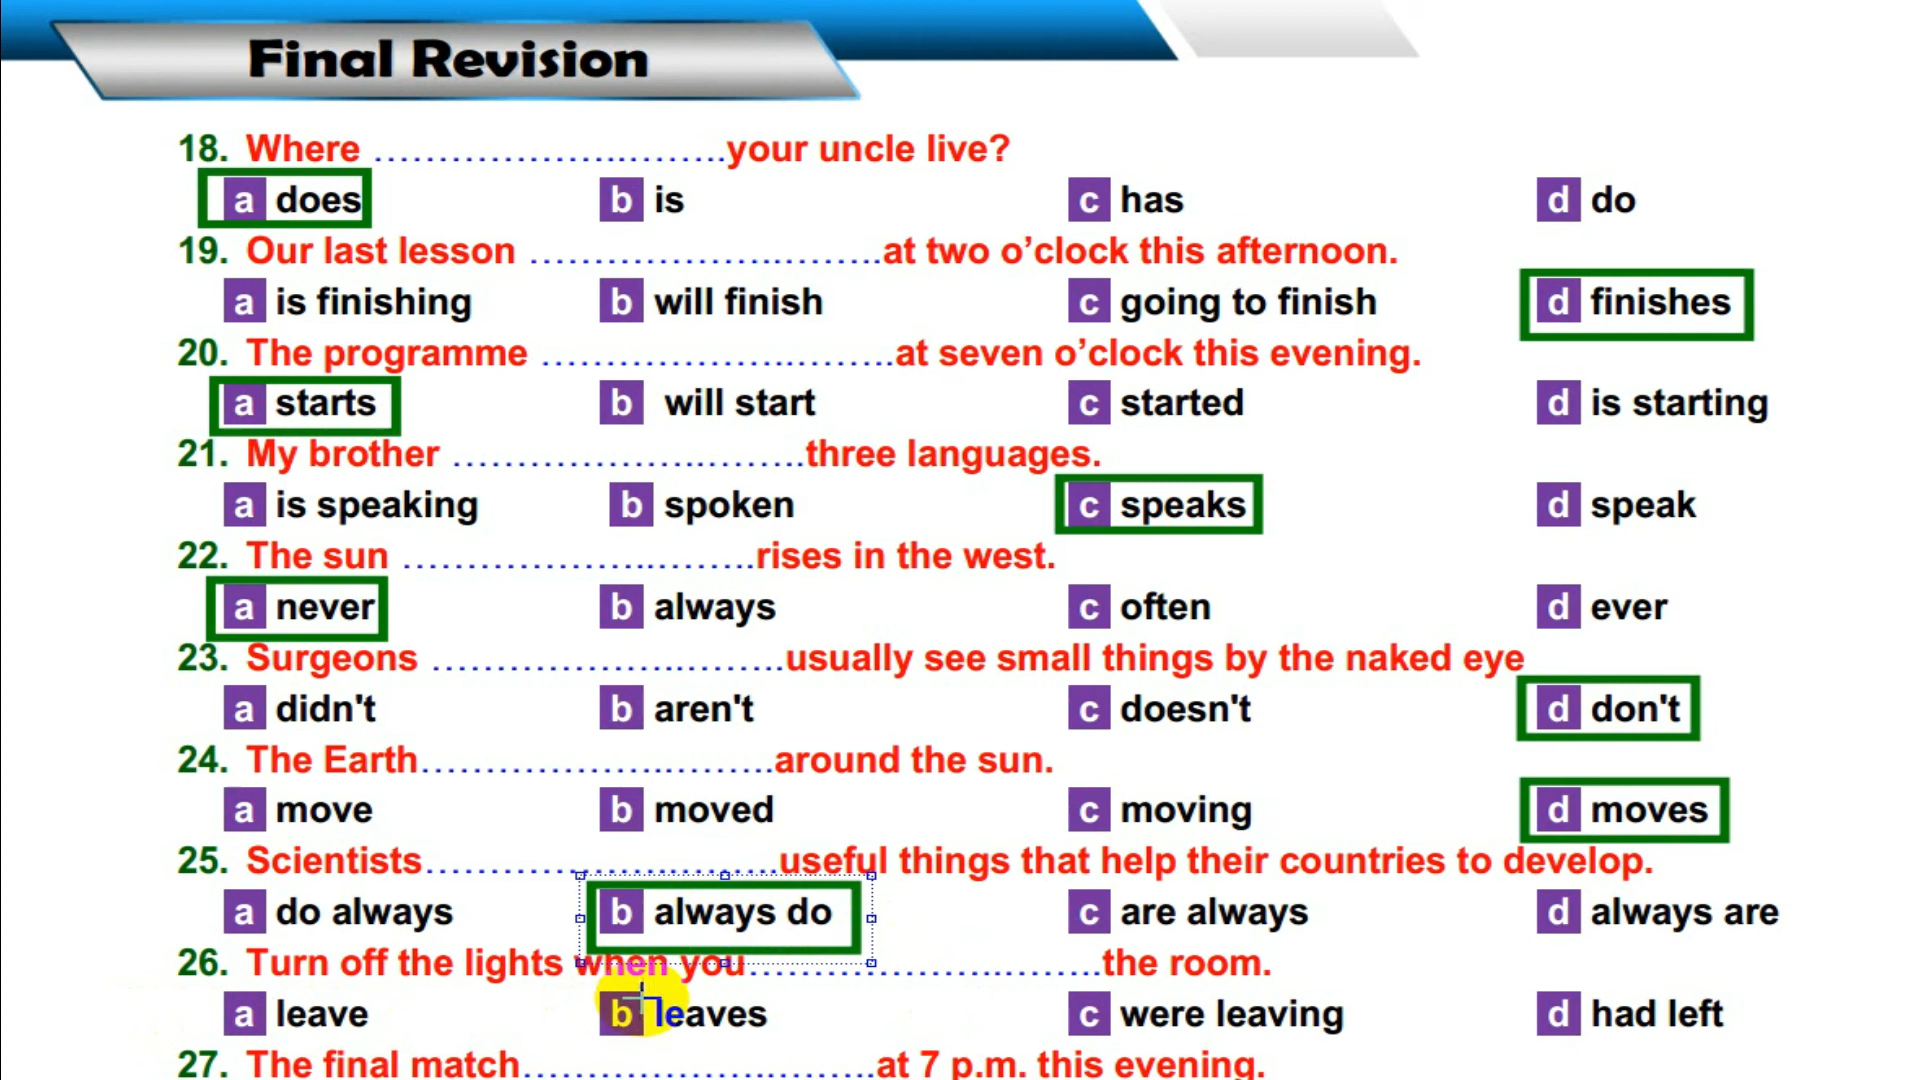 Final Revision
18. Where ………………..……..your uncle live?
a does b is c has d do
19. Our last lesson ………………..……..at two o’clock this afternoon.
a is finishing b will finish c going to finish d finishes
20. The programme ………………..……..at seven o’clock this evening.
a starts b will start c started d is starting
21. My brother ………………..……..three languages.
a is speaking b spoken c speaks d speak
22. The sun ………………..……..rises in the west.
a never b always c often d ever
23. Surgeons ………………..……..usually see small things by the naked eye
a didn't b aren't c doesn't d don't
24. The Earth………………..……..around the sun.
a move b moved c moving d moves
25. Scientists………………..……..useful things that help their countries to develop.
a do always b always do c are always d always are
26. Turn off the lights when you………………..……..the room.
a leave b leaves c were leaving d had left
27. The final match………………..……..at 7 p.m. this evening.